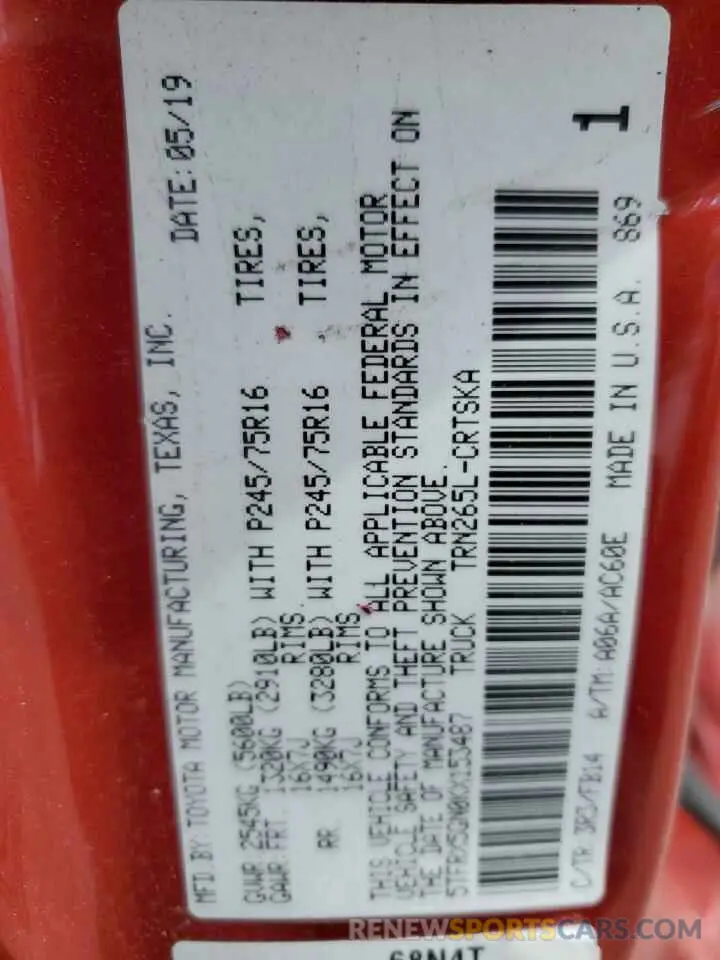 MFD BY: TOYOTA MOTOR MANUFACTURING, TEXAS, INC. DATE: 05/19
GVWR 2545KG (5600LB)
GAWR FRT. 1320KG (2910LB) WITH P245/75R16 TIRES,
16X7J RIMS.
RR. 1490KG (3280LB) WITH P245/75R16 TIRES,
16X7J RIMS
THIS VEHICLE CONFORMS TO ALL APPLICABLE FEDERAL MOTOR
VEHICLE SAFETY AND THEFT PREVENTION STANDARDS IN EFFECT ON
THE DATE OF MANUFACTURE SHOWN ABOVE.
5TFRX5GN0KX153487 TRUCK TRN265L-CRTSKA
1
C/TR: 3R3/FB14 A/TM: A06A/AC60E MADE IN U.S.A. 869
68N4T
RENEWSPORTSCARS.COM